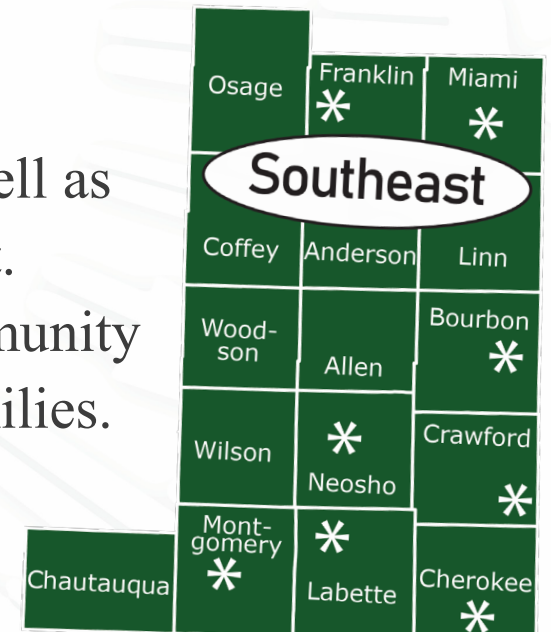 ell as
.
munity
ilies.
Osage
Franklin
*
Miami
*
Southeast
Coffey
Anderson
Linn
Wood-
son
Allen
Bourbon
*
Wilson
*
Neosho
Crawford
*
Mont-
gomery
*
*
Labette
Cherokee
*
Chautauqua